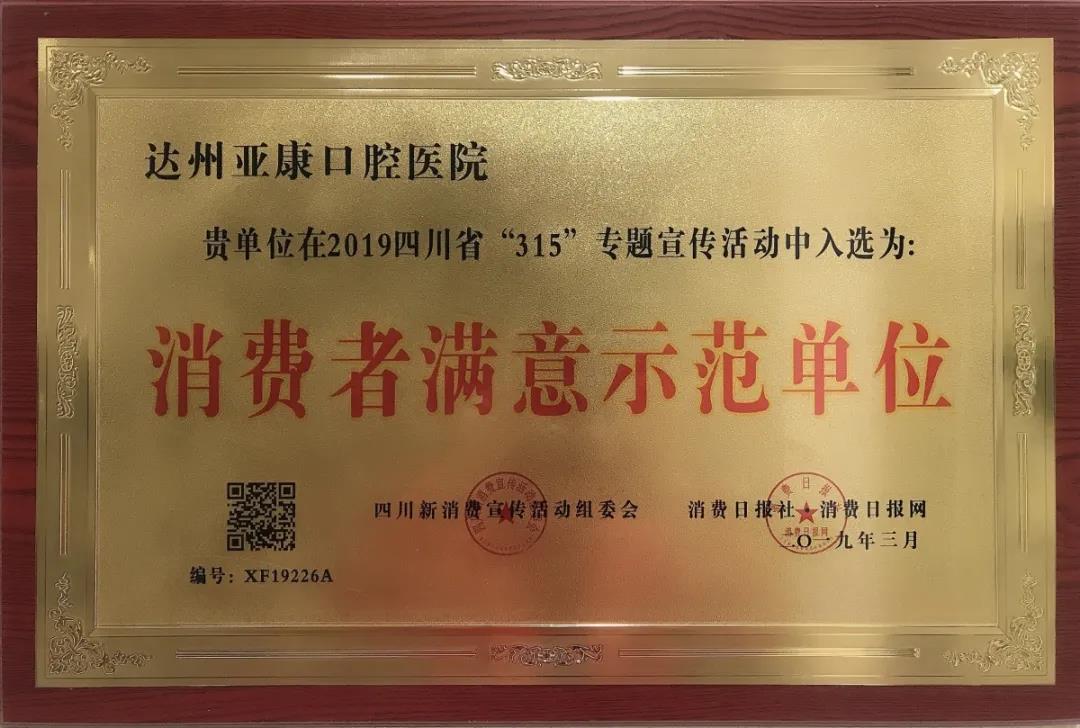 达州亚康口腔医院
贵单位在2019四川省“315”专题宣传活动中入选为:
消费者满意示范单位
四川新消费宣传活动组委会
消费日报社·消费日报网
二〇一九年三月
编号：XF19226A